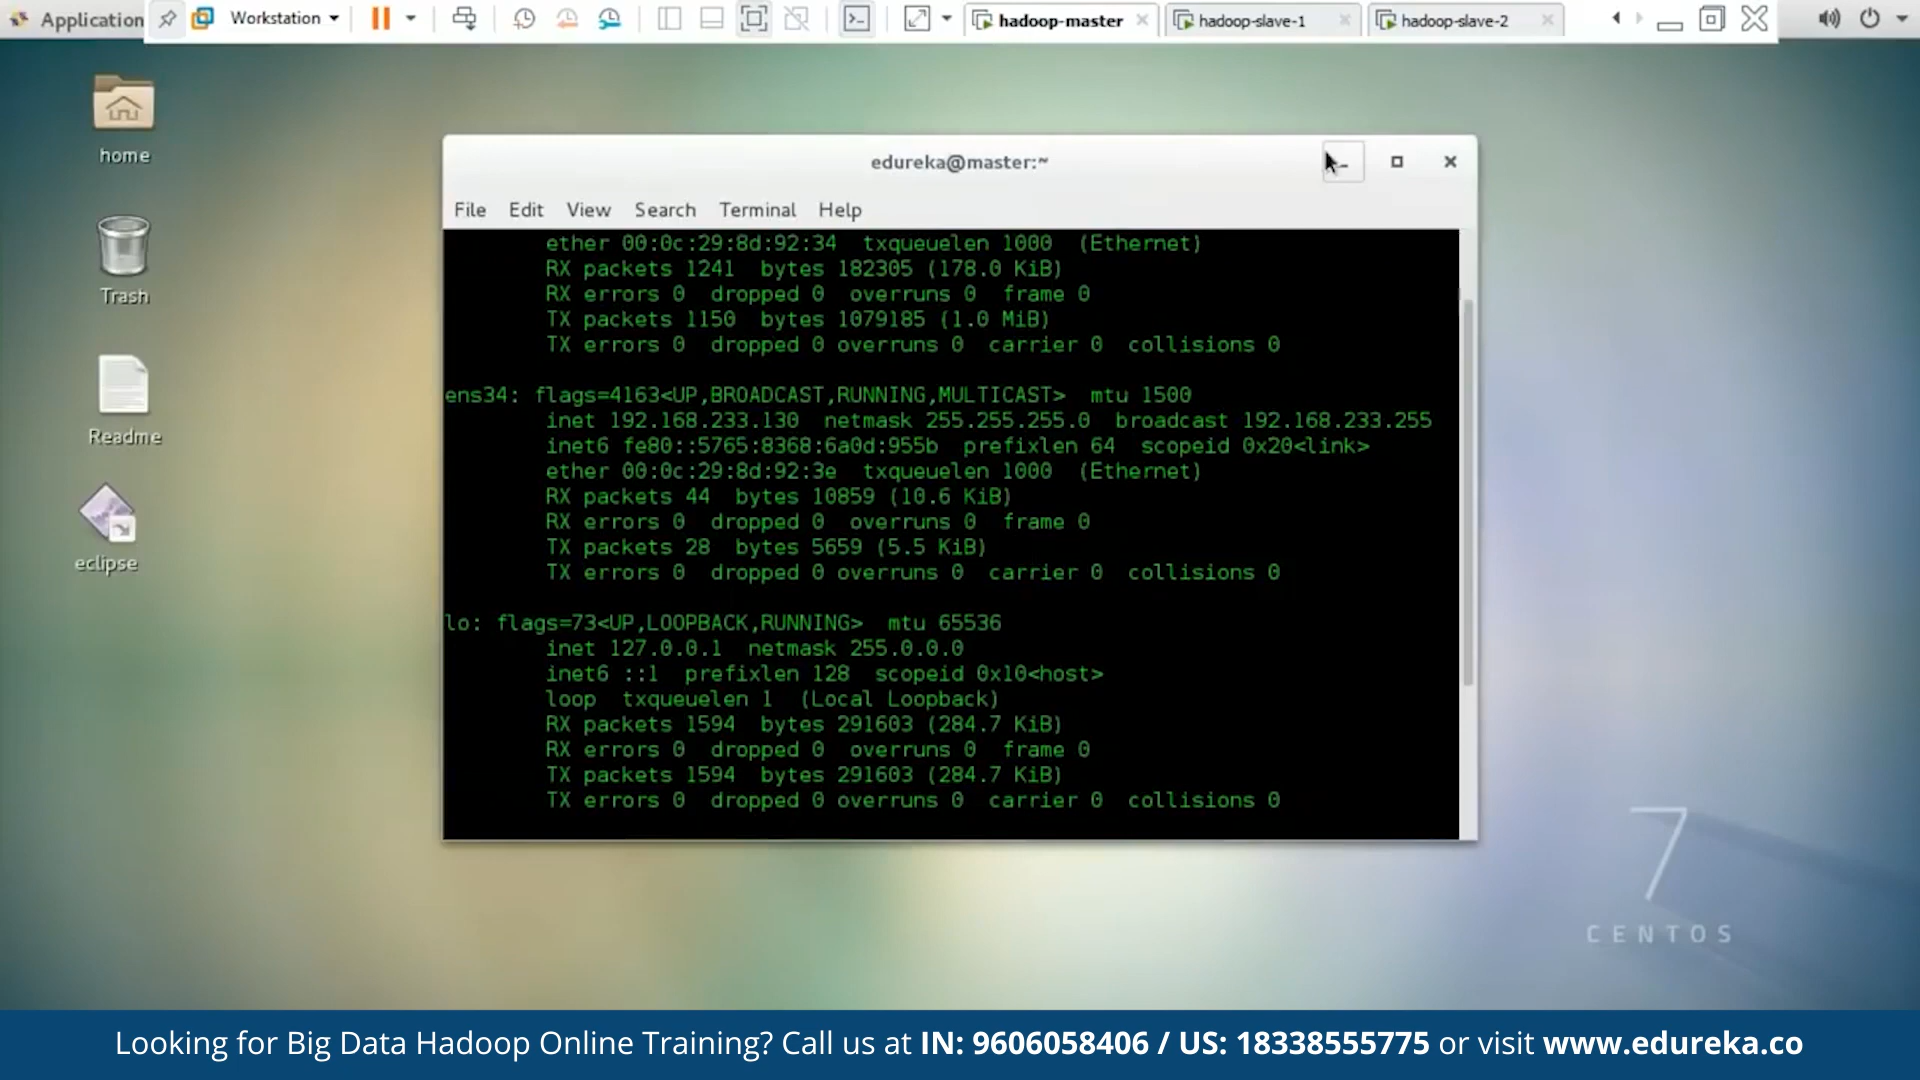 Application
Workstation
hadoop-master
hadoop-slave-1
hadoop-slave-2
home
Trash
Readme
eclipse
edureka@master:~
File Edit View Search Terminal Help
ether 00:0c:29:8d:92:34 txqueuelen 1000 (Ethernet)
RX packets 1241 bytes 182305 (178.0 KiB)
RX errors 0 dropped 0 overruns 0 frame 0
TX packets 1150 bytes 1079185 (1.0 MiB)
TX errors 0 dropped 0 overruns 0 carrier 0 collisions 0
ens34: flags=4163<UP,BROADCAST,RUNNING,MULTICAST> mtu 1500
inet 192.168.233.130 netmask 255.255.255.0 broadcast 192.168.233.255
inet6 fe80::5765:8368:6a0d:955b prefixlen 64 scopeid 0x20<link>
ether 00:0c:29:8d:92:3e txqueuelen 1000 (Ethernet)
RX packets 44 bytes 10859 (10.6 KiB)
RX errors 0 dropped 0 overruns 0 frame 0
TX packets 28 bytes 5659 (5.5 KiB)
TX errors 0 dropped 0 overruns 0 carrier 0 collisions 0
lo: flags=73<UP,LOOPBACK,RUNNING> mtu 65536
inet 127.0.0.1 netmask 255.0.0.0
inet6 ::1 prefixlen 128 scopeid 0x10<host>
loop txqueuelen 1 (Local Loopback)
RX packets 1594 bytes 291603 (284.7 KiB)
RX errors 0 dropped 0 overruns 0 frame 0
TX packets 1594 bytes 291603 (284.7 KiB)
TX errors 0 dropped 0 overruns 0 carrier 0 collisions 0
7
CENTOS
Looking for Big Data Hadoop Online Training? Call us at IN: 9606058406 / US: 18338555775 or visit www.edureka.co